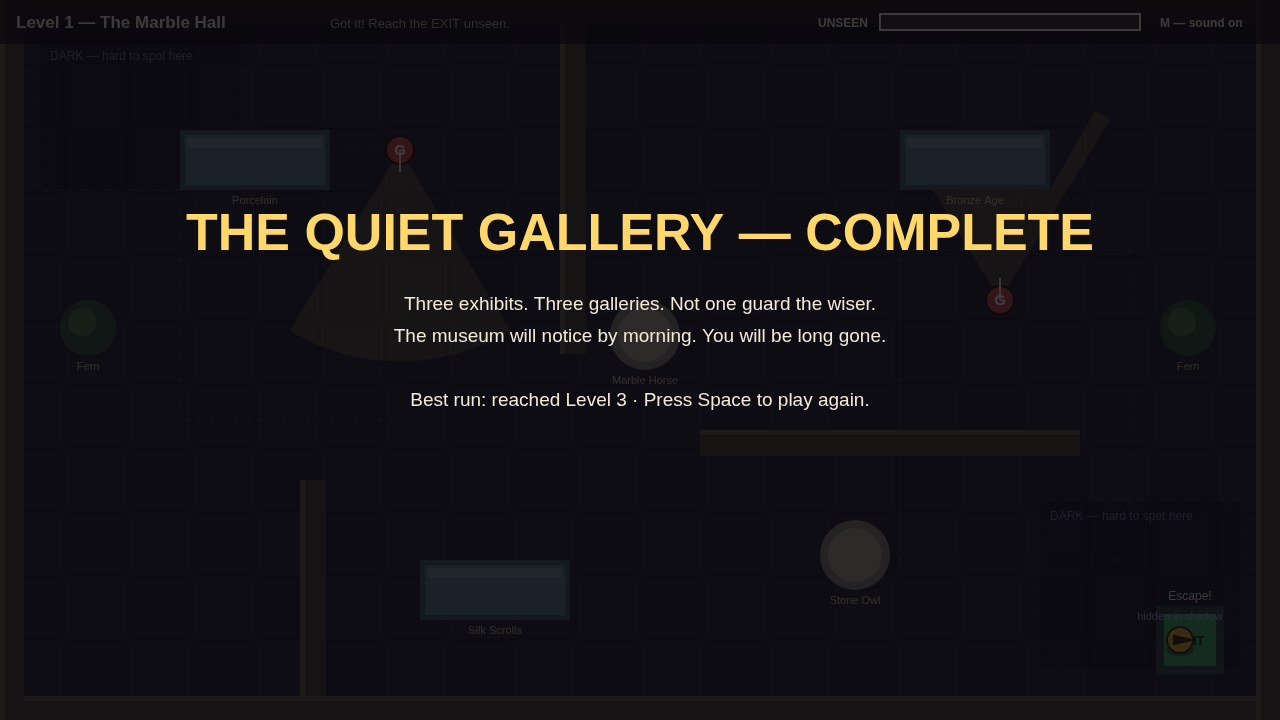 Level 1 — The Marble Hall
Got it! Reach the EXIT unseen.
UNSEEN
M — sound on
DARK — hard to spot here
G
Porcelain
Bronze Age
THE QUIET GALLERY — COMPLETE
G
Three exhibits. Three galleries. Not one guard the wiser.
The museum will notice by morning. You will be long gone.
Fern
Marble Horse
Fern
Best run: reached Level 3 · Press Space to play again.
DARK — hard to spot here
Stone Owl
Escape!
hidden in shadow
Silk Scrolls